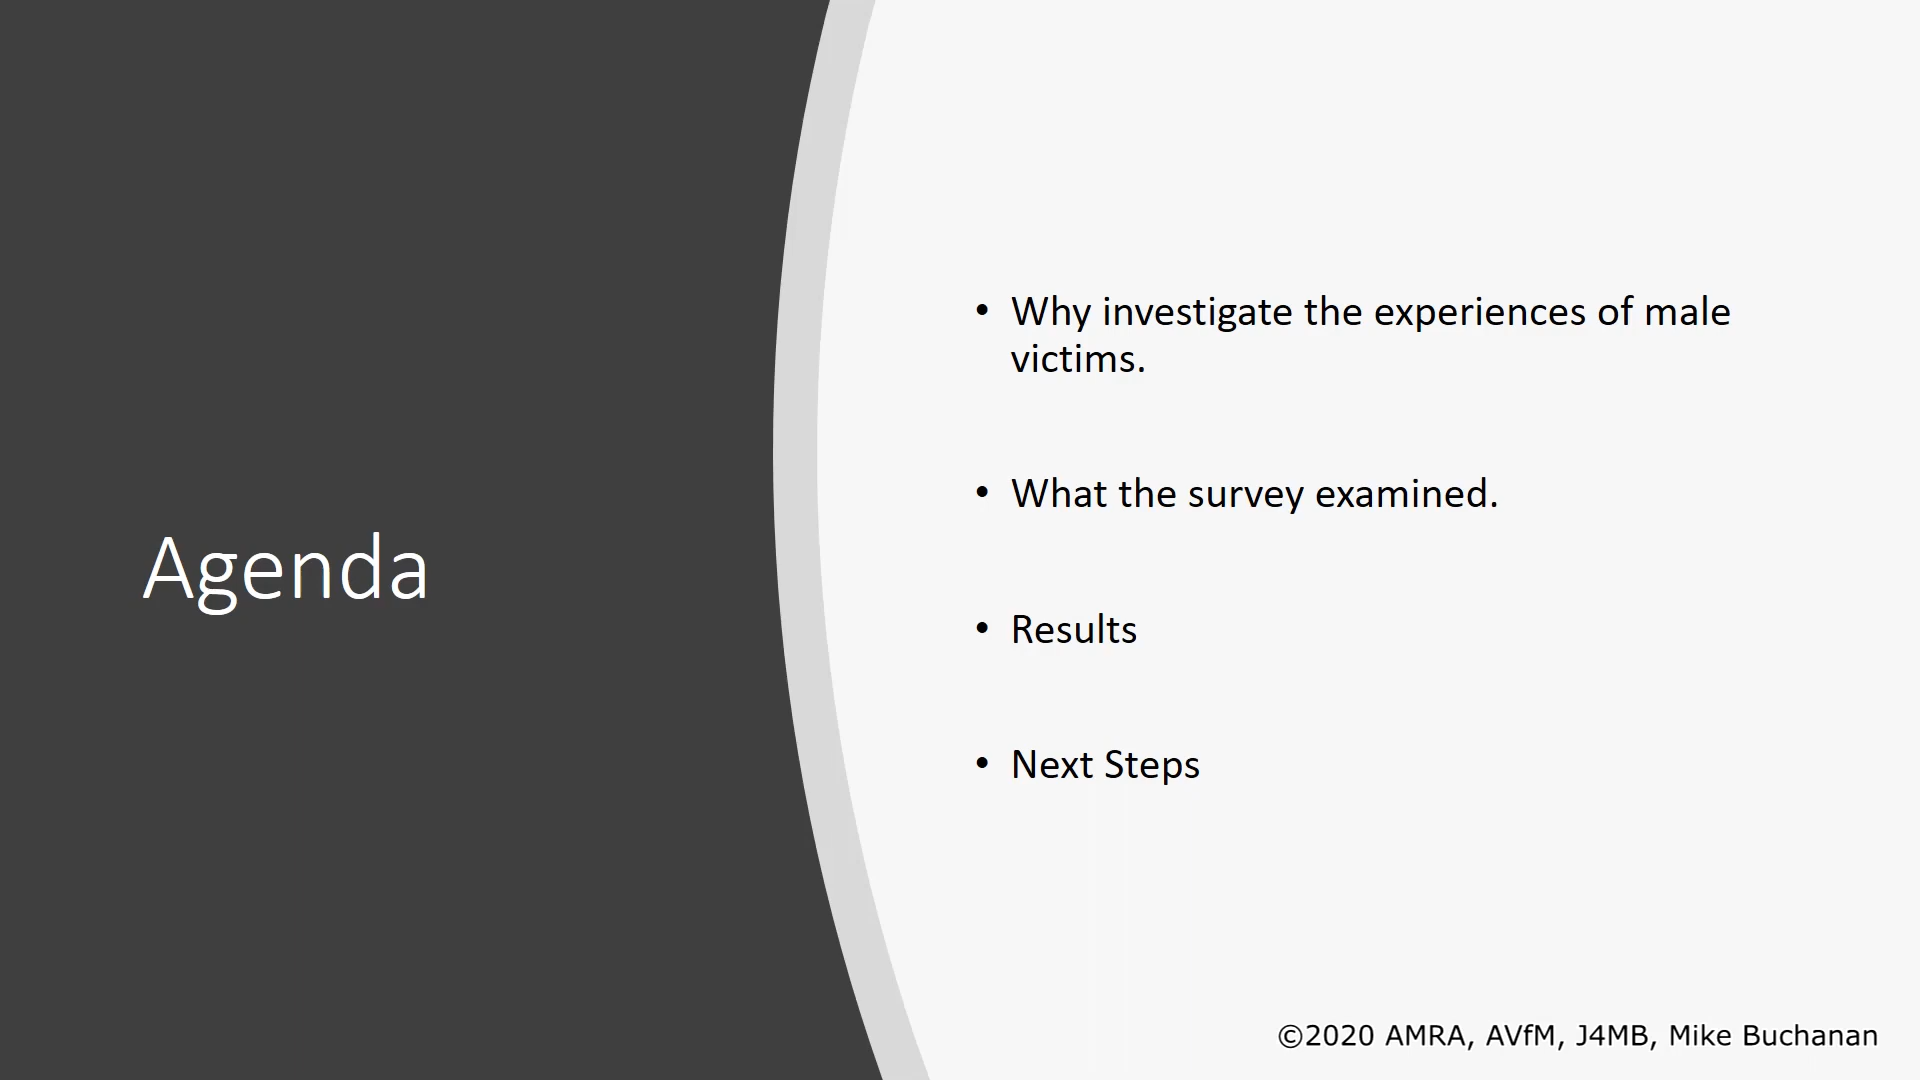 Agenda
• Why investigate the experiences of male
victims.
• What the survey examined.
• Results
• Next Steps
©2020 AMRA, AVfM, J4MB, Mike Buchanan